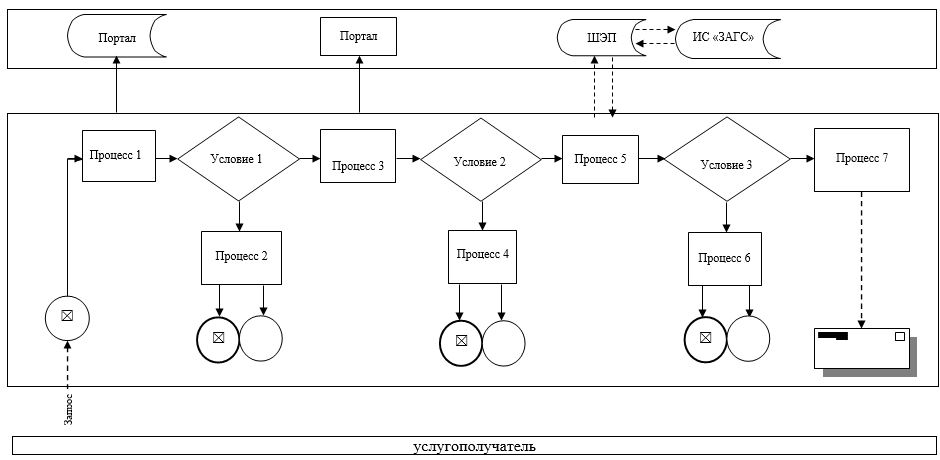 Портал
Портал
ШЭП
ИС «ЗАГС»
Процесс 1
Условие 1
Процесс 3
Условие 2
Процесс 5
Условие 3
Процесс 7
Процесс 2
Процесс 4
Процесс 6
Запрос
услугополучатель